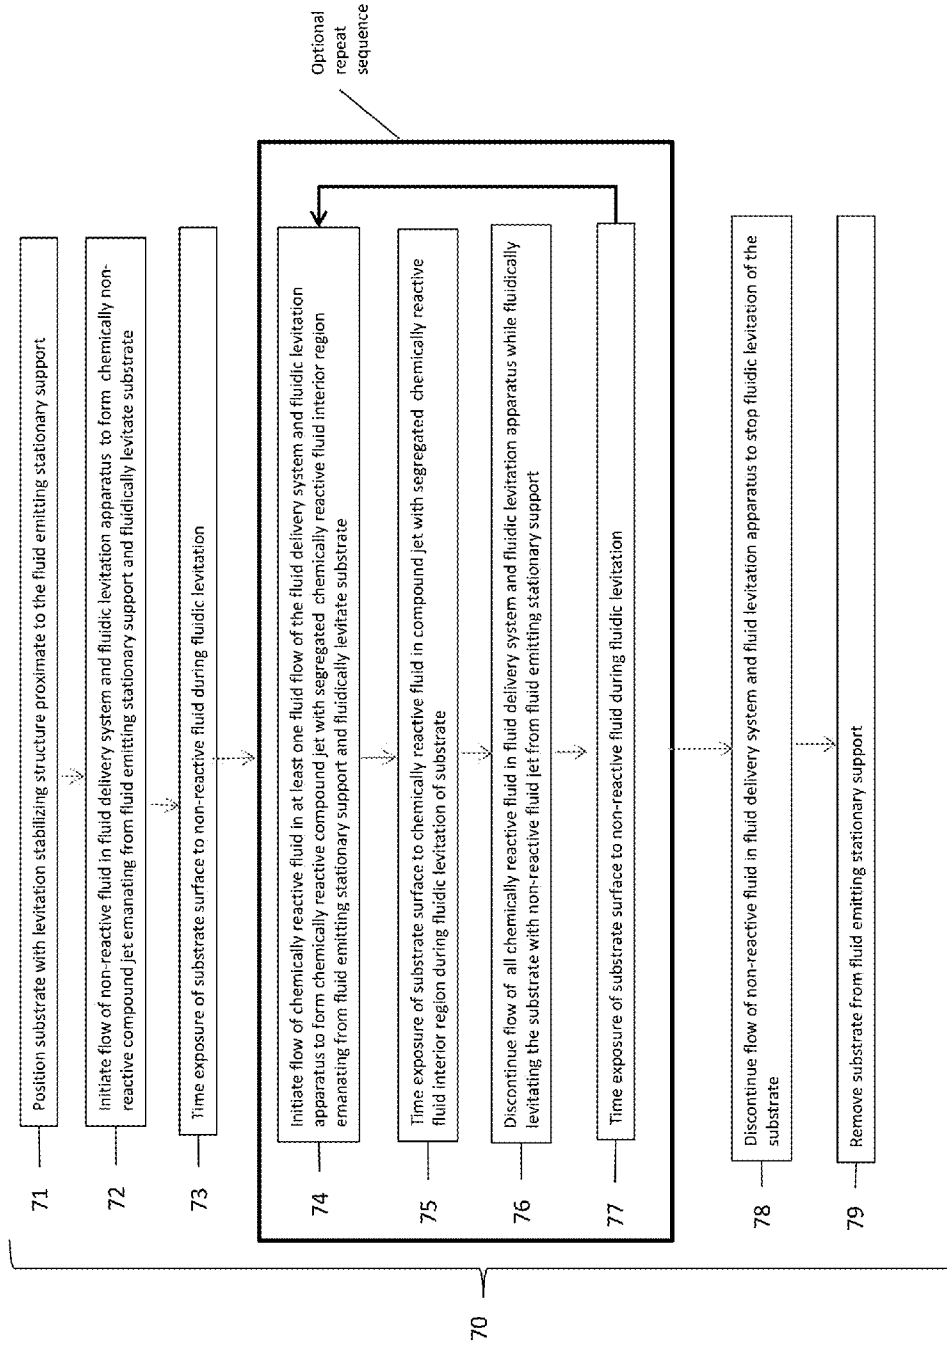 70
71
Position substrate with levitation stabilizing structure proximate to the fluid emitting stationary support
72
Initiate flow of non-reactive fluid in fluid delivery system and fluidic levitation apparatus to form chemically non-
reactive compound jet emanating from fluid emitting stationary support and fluidically levitate substrate
73
Time exposure of substrate surface to non-reactive fluid during fluidic levitation
Optional
repeat
sequence
74
Initiate flow of chemically reactive fluid in at least one fluid flow of the fluid delivery system and fluidic levitation
apparatus to form chemically reactive compound jet with segregated chemically reactive fluid interior region
emanating from fluid emitting stationary support and fluidically levitate substrate
75
Time exposure of substrate surface to chemically reactive fluid in compound jet with segregated chemically reactive
fluid interior region during fluidic levitation of substrate
76
Discontinue flow of all chemically reactive fluid in fluid delivery system and fluidic levitation apparatus while fluidically
levitating the substrate with non-reactive fluid jet from fluid emitting stationary support
77
Time exposure of substrate surface to non-reactive fluid during fluidic levitation
78
Discontinue flow of non-reactive fluid in fluid delivery system and fluid levitation apparatus to stop fluidic levitation of the
substrate
79
Remove substrate from fluid emitting stationary support